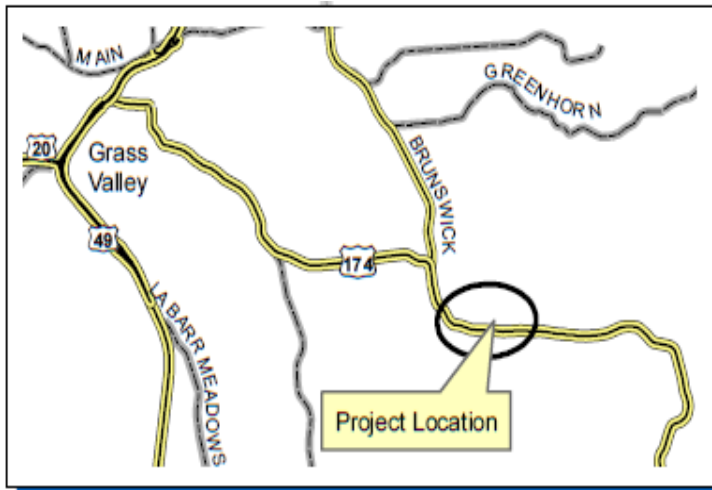 MAIN
GREENHORN
20
Grass
Valley
BRUNSWICK
49
174
LA BARR MEADOWS
Project Location